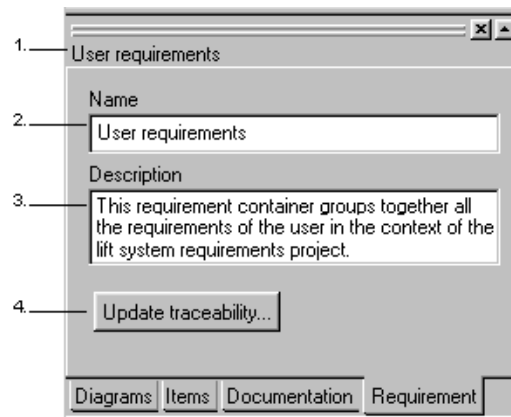 1.
User requirements
Name
2.
User requirements
Description
3.
This requirement container groups together all
the requirements of the user in the context of the
lift system requirements project.
4.
Update traceability...
Diagrams Items Documentation Requirement